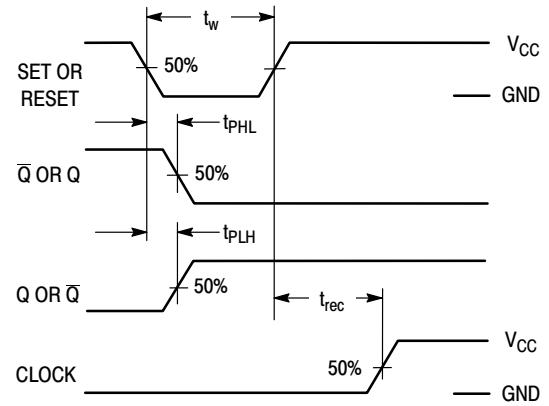 t_w
V_CC
50%
SET OR
RESET
GND
t_PHL
Q̅ OR Q
50%
t_PLH
Q OR Q̅
50%
t_rec
V_CC
50%
CLOCK
GND